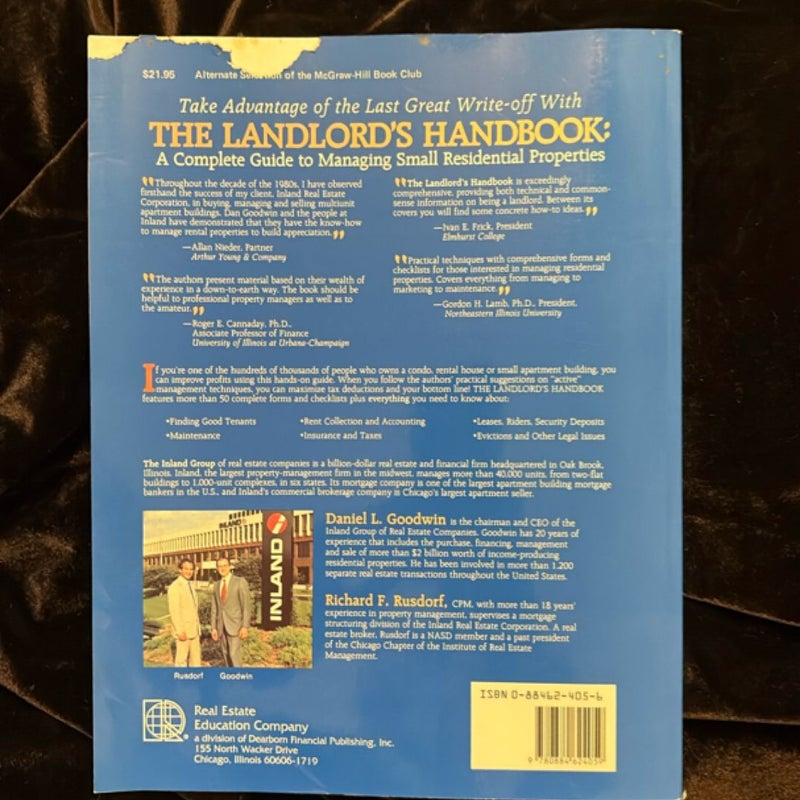 $21.95 Alternate Selection of the McGraw-Hill Book Club
Take Advantage of the Last Great Write-off With
THE LANDLORD'S HANDBOOK:
A Complete Guide to Managing Small Residential Properties
"Throughout the decade of the 1980s, I have observed
firsthand the success of my client, Inland Real Estate
Corporation, in buying, managing and selling multiunit
apartment buildings. Dan Goodwin and the people at
Inland have demonstrated that they have the know-how
to manage rental properties to build appreciation."
—Allan Nieder, Partner
Arthur Young & Company
"The authors present material based on their wealth of
experience in a down-to-earth way. The book should be
helpful to professional property managers as well as to
the amateur."
—Roger E. Cannaday, Ph.D.,
Associate Professor of Finance
University of Illinois at Urbana-Champaign
"The Landlord's Handbook is exceedingly
comprehensive, providing both technical and common-
sense information on being a landlord. Between its
covers you will find some concrete how-to ideas."
—Ivan E. Frick, President
Elmhurst College
"Practical techniques with comprehensive forms and
checklists for those interested in managing residential
properties. Covers everything from managing to
marketing to maintenance."
—Gordon H. Lamb, Ph.D., President,
Northeastern Illinois University
If you're one of the hundreds of thousands of people who owns a condo, rental house or small apartment building, you
can improve profits using this hands-on guide. When you follow the authors' practical suggestions on "active"
management techniques, you can maximize tax deductions and your bottom line! THE LANDLORD'S HANDBOOK
features more than 50 complete forms and checklists plus everything you need to know about:
•Finding Good Tenants •Rent Collection and Accounting •Leases, Riders, Security Deposits
•Maintenance •Insurance and Taxes •Evictions and Other Legal Issues
The Inland Group of real estate companies is a billion-dollar real estate and financial firm headquartered in Oak Brook,
Illinois. Inland, the largest property-management firm in the midwest, manages more than 40,000 units, from two-flat
buildings to 1,000-unit complexes, in six states. Its mortgage company is one of the largest apartment building mortgage
bankers in the U.S., and Inland's commercial brokerage company is Chicago's largest apartment seller.
INLAND
INLAND
Rusdorf Goodwin
Daniel L. Goodwin is the chairman and CEO of the
Inland Group of Real Estate Companies. Goodwin has 20 years of
experience that includes the purchase, financing, management
and sale of more than $2 billion worth of income-producing
residential properties. He has been involved in more than 1,200
separate real estate transactions throughout the United States.
Richard F. Rusdorf, CPM, with more than 18 years'
experience in property management, supervises a mortgage
structuring division of the Inland Real Estate Corporation. A real
estate broker, Rusdorf is a NASD member and a past president
of the Chicago Chapter of the Institute of Real Estate
Management.
Real Estate
Education Company
a division of Dearborn Financial Publishing, Inc.
155 North Wacker Drive
Chicago, Illinois 60606-1719
ISBN 0-88462-405-6
9 780884 624059